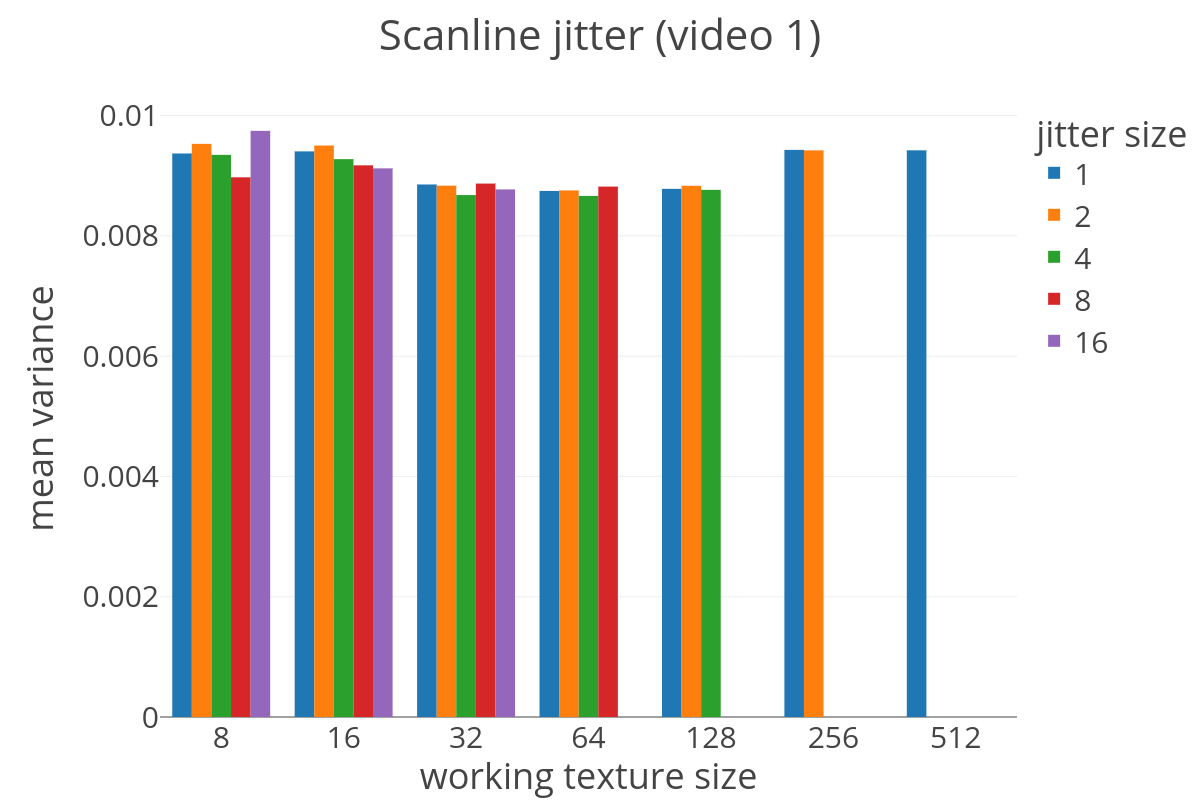 Scanline jitter (video 1)
0.01
0.008
0.006
0.004
0.002
0
mean variance
8 16 32 64 128 256 512
working texture size
jitter size
1
2
4
8
16